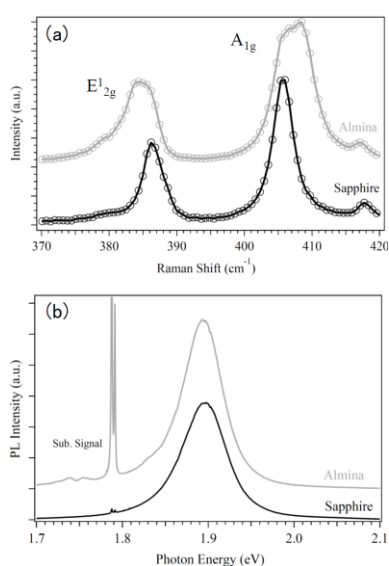 (a)
E¹₂g
A₁g
Almina
Sapphire
Intensity (a.u.)
370 380 390 400 410 420
Raman Shift (cm⁻¹)
(b)
Sub. Signal
Almina
Sapphire
PL Intensity (a.u.)
1.7 1.8 1.9 2.0 2.1
Photon Energy (eV)